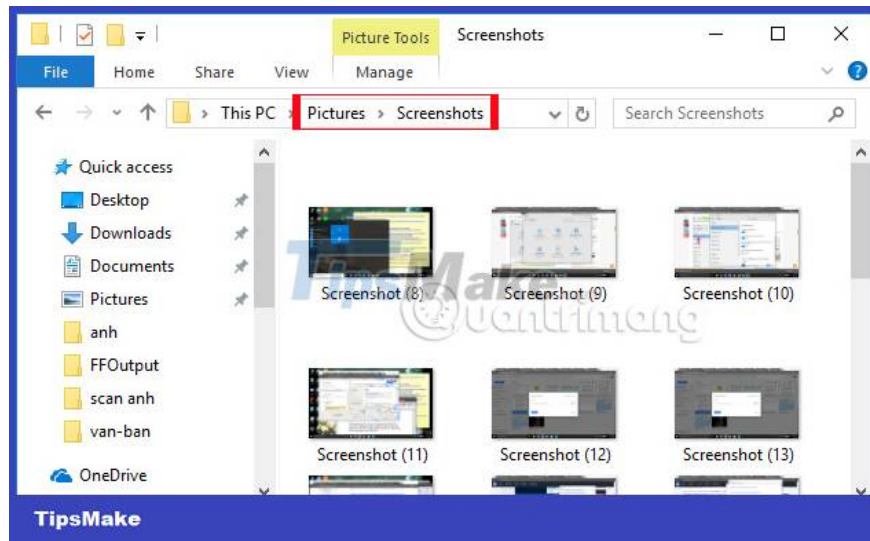 Picture Tools Screenshots
File Home Share View Manage
This PC > Pictures > Screenshots Search Screenshots
Quick access
Desktop
Downloads
Documents
Pictures
anh
FFOutput
scan anh
van-ban
OneDrive
Screenshot (8) Screenshot (9) Screenshot (10)
Screenshot (11) Screenshot (12) Screenshot (13)
TipsMake
Quantrimang
TipsMake